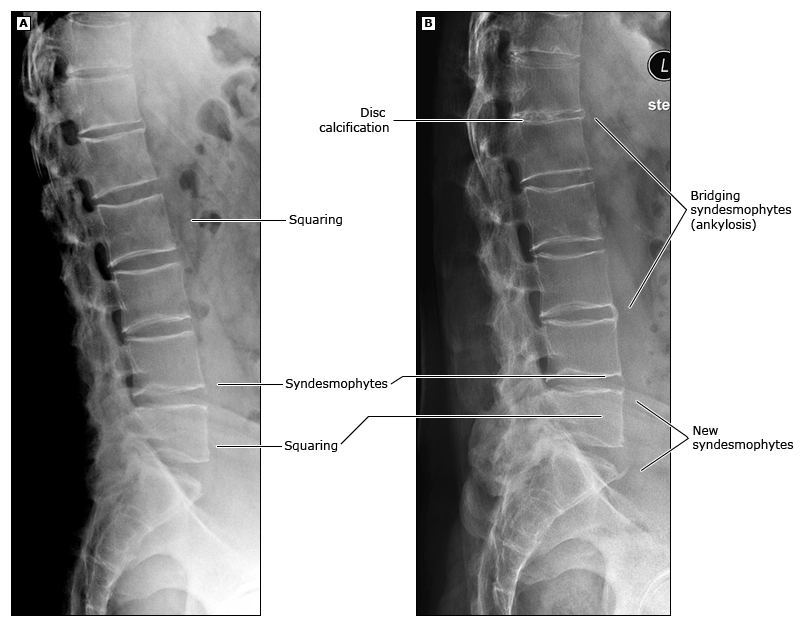 A
B
L
ste
Disc
calcification
Squaring
Bridging
syndesmophytes
(ankylosis)
Syndesmophytes
Squaring
New
syndesmophytes